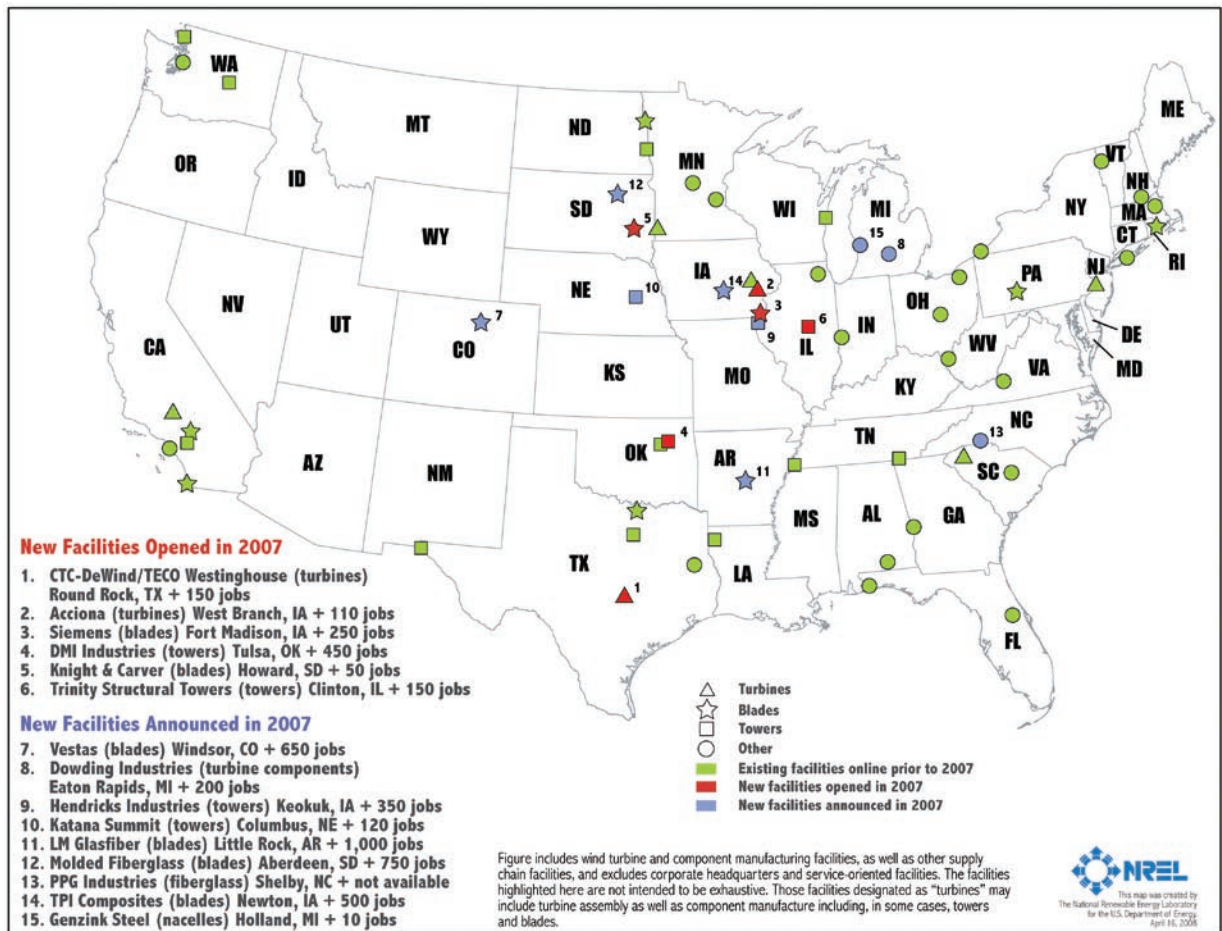 WA
MT
ND
MN
ME
VT
NH
OR
ID
SD
12
5
WI
MI
15
8
NY
MA
CT
RI
WY
IA
14
2
3
NE
10
9
6
IL
IN
OH
PA
NJ
DE
MD
NV
UT
CO
7
CA
KS
MO
KY
WV
VA
AZ
NM
OK
4
AR
11
TN
NC
13
SC
MS
AL
GA
TX
1
LA
FL
New Facilities Opened in 2007
1. CTC-DeWind/TECO Westinghouse (turbines)
Round Rock, TX + 150 jobs
2. Acciona (turbines) West Branch, IA + 110 jobs
3. Siemens (blades) Fort Madison, IA + 250 jobs
4. DMI Industries (towers) Tulsa, OK + 450 jobs
5. Knight & Carver (blades) Howard, SD + 50 jobs
6. Trinity Structural Towers (towers) Clinton, IL + 150 jobs
New Facilities Announced in 2007
7. Vestas (blades) Windsor, CO + 650 jobs
8. Dowding Industries (turbine components)
Eaton Rapids, MI + 200 jobs
9. Hendricks Industries (towers) Keokuk, IA + 350 jobs
10. Katana Summit (towers) Columbus, NE + 120 jobs
11. LM Glasfiber (blades) Little Rock, AR + 1,000 jobs
12. Molded Fiberglass (blades) Aberdeen, SD + 750 jobs
13. PPG Industries (fiberglass) Shelby, NC + not available
14. TPI Composites (blades) Newton, IA + 500 jobs
15. Genzink Steel (nacelles) Holland, MI + 10 jobs
Turbines
Blades
Towers
Other
Existing facilities online prior to 2007
New facilities opened in 2007
New facilities announced in 2007
Figure includes wind turbine and component manufacturing facilities, as well as other supply
chain facilities, and excludes corporate headquarters and service-oriented facilities. The facilities
highlighted here are not intended to be exhaustive. Those facilities designated as "turbines" may
include turbine assembly as well as component manufacture including, in some cases, towers
and blades.
NREL
This map was created by
The National Renewable Energy Laboratory
for the U.S. Department of Energy.
April 16, 2008